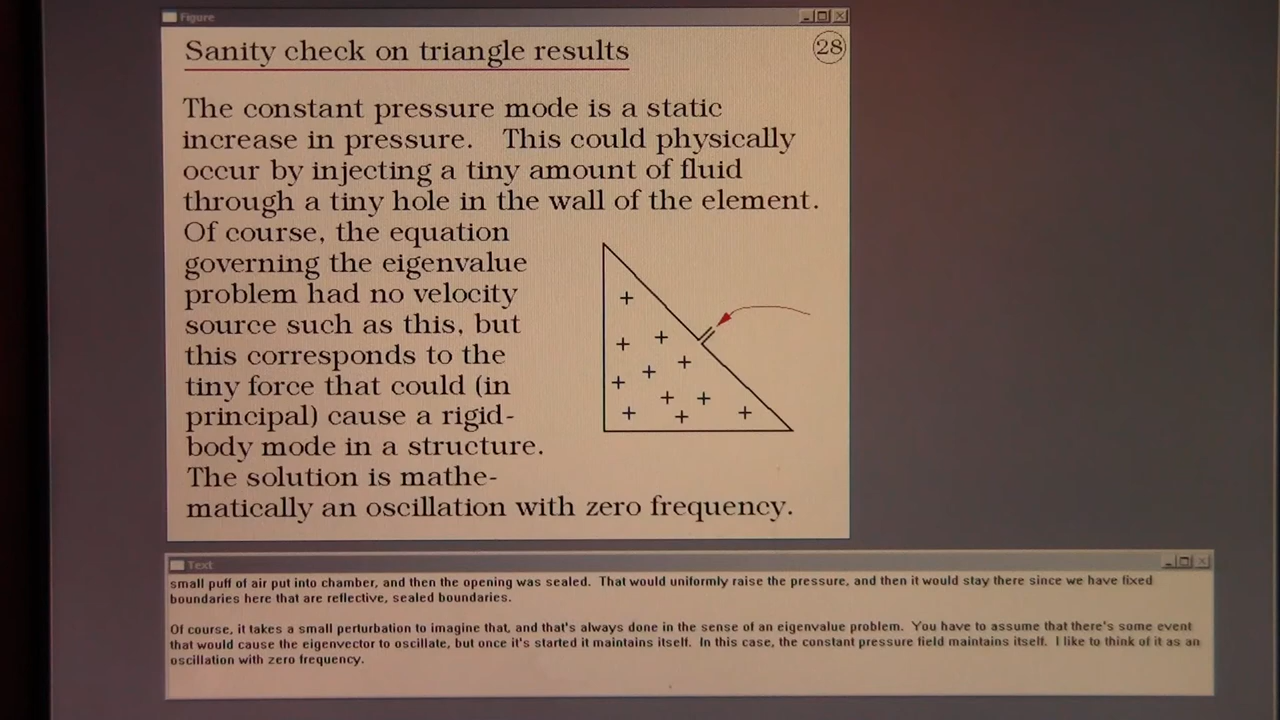 Figure
Sanity check on triangle results
28
The constant pressure mode is a static
increase in pressure. This could physically
occur by injecting a tiny amount of fluid
through a tiny hole in the wall of the element.
Of course, the equation
governing the eigenvalue
problem had no velocity
source such as this, but
this corresponds to the
tiny force that could (in
principal) cause a rigid-
body mode in a structure.
The solution is mathe-
matically an oscillation with zero frequency.
+
+
+
+
+
+
+
+
+
+
+
Text
small puff of air put into chamber, and then the opening was sealed. That would uniformly raise the pressure, and then it would stay there since we have fixed
boundaries here that are reflective, sealed boundaries.
Of course, it takes a small perturbation to imagine that, and that's always done in the sense of an eigenvalue problem. You have to assume that there's some event
that would cause the eigenvector to oscillate, but once it's started it maintains itself. In this case, the constant pressure field maintains itself. I like to think of it as an
oscillation with zero frequency.